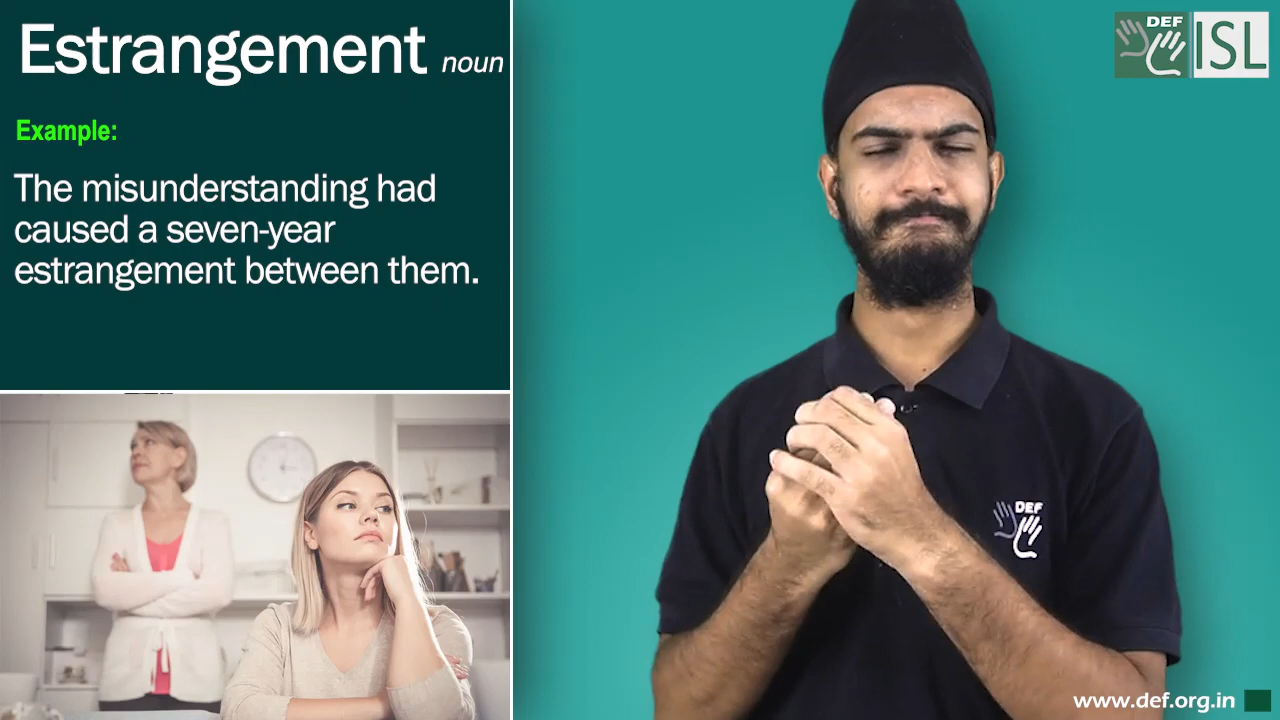 Estrangement noun
Example:
The misunderstanding had
caused a seven-year
estrangement between them.
DEF
ISL
DEF
www.def.org.in